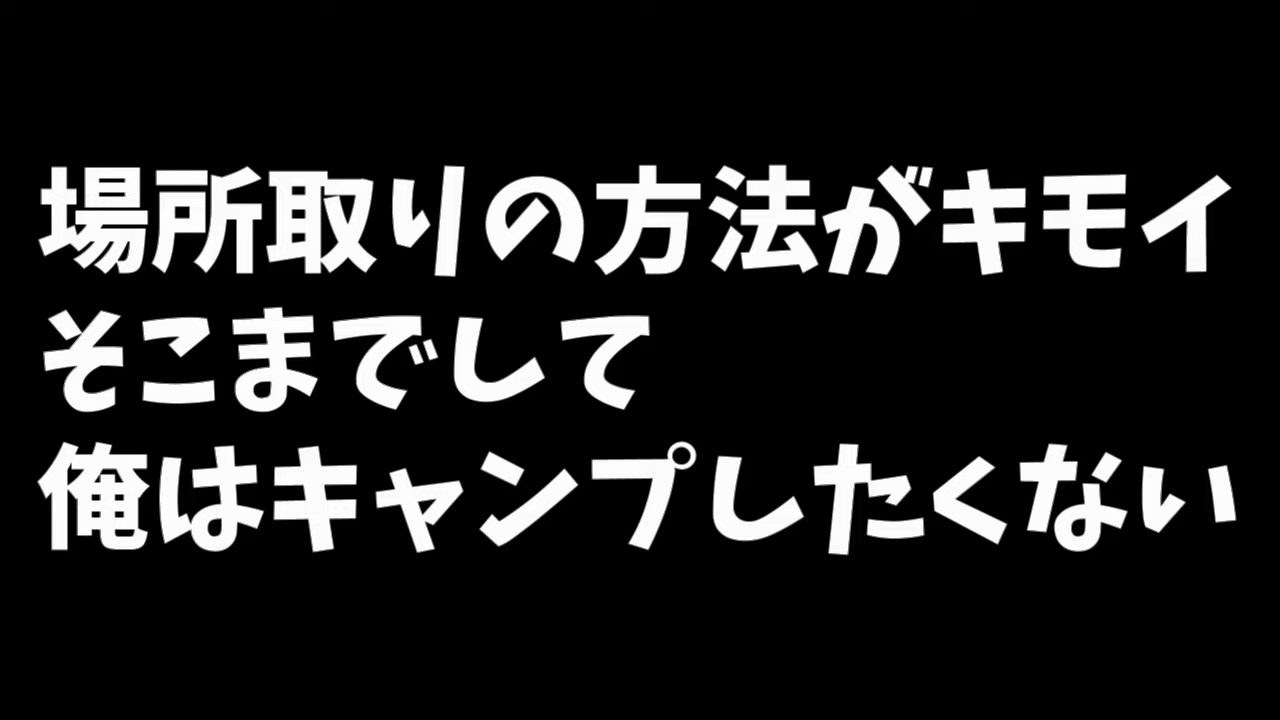 場所取りの方法がキモイ
そこまでして
俺はキャンプしたくない